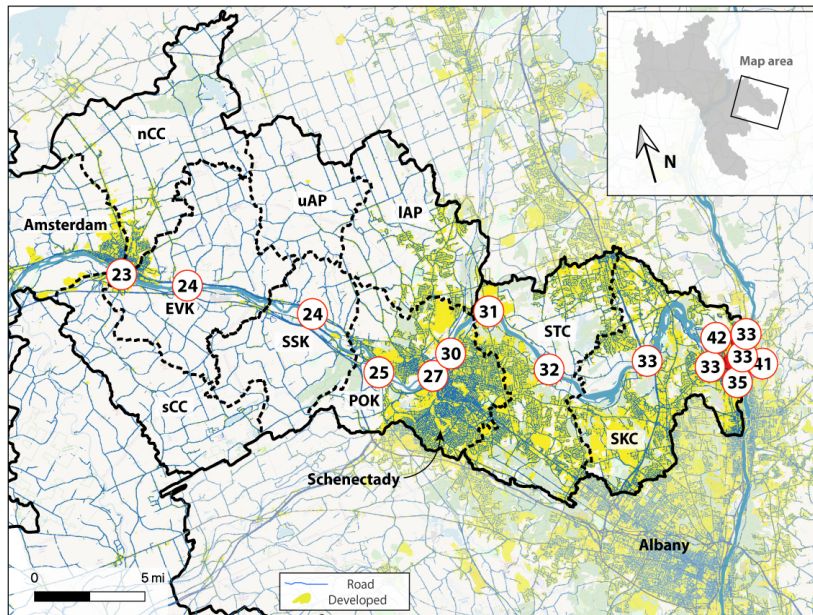 Map area
N
nCC
uAP
lAP
Amsterdam
23
24
EVK
24
SSK
31
STC
30
25
27
POK
32
33
42
33
33
33
41
35
sCC
SKC
Schenectady
Albany
0
5 mi
Road
Developed